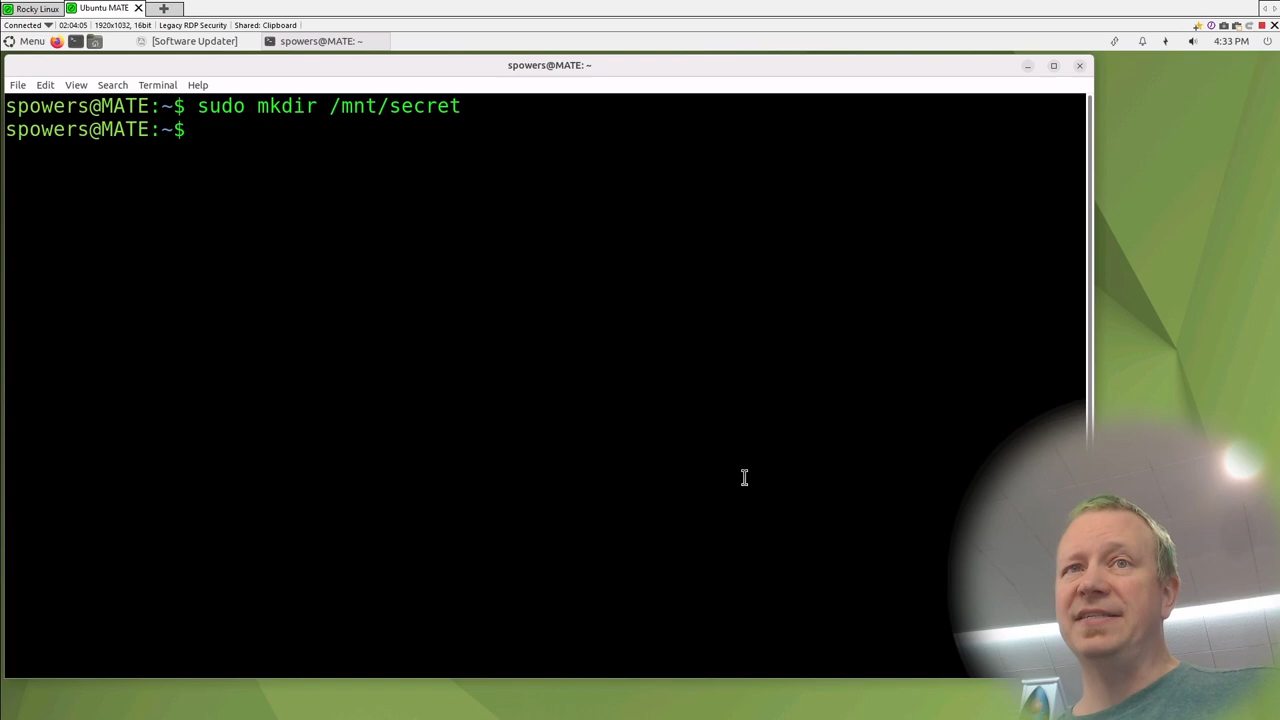 Rocky Linux
Ubuntu MATE
Connected
02:04:05
1920x1032, 16bit
Legacy RDP Security
Shared: Clipboard
Menu
[Software Updater]
spowers@MATE: ~
4:33 PM
spowers@MATE: ~
File Edit View Search Terminal Help
spowers@MATE:~$ sudo mkdir /mnt/secret
spowers@MATE:~$